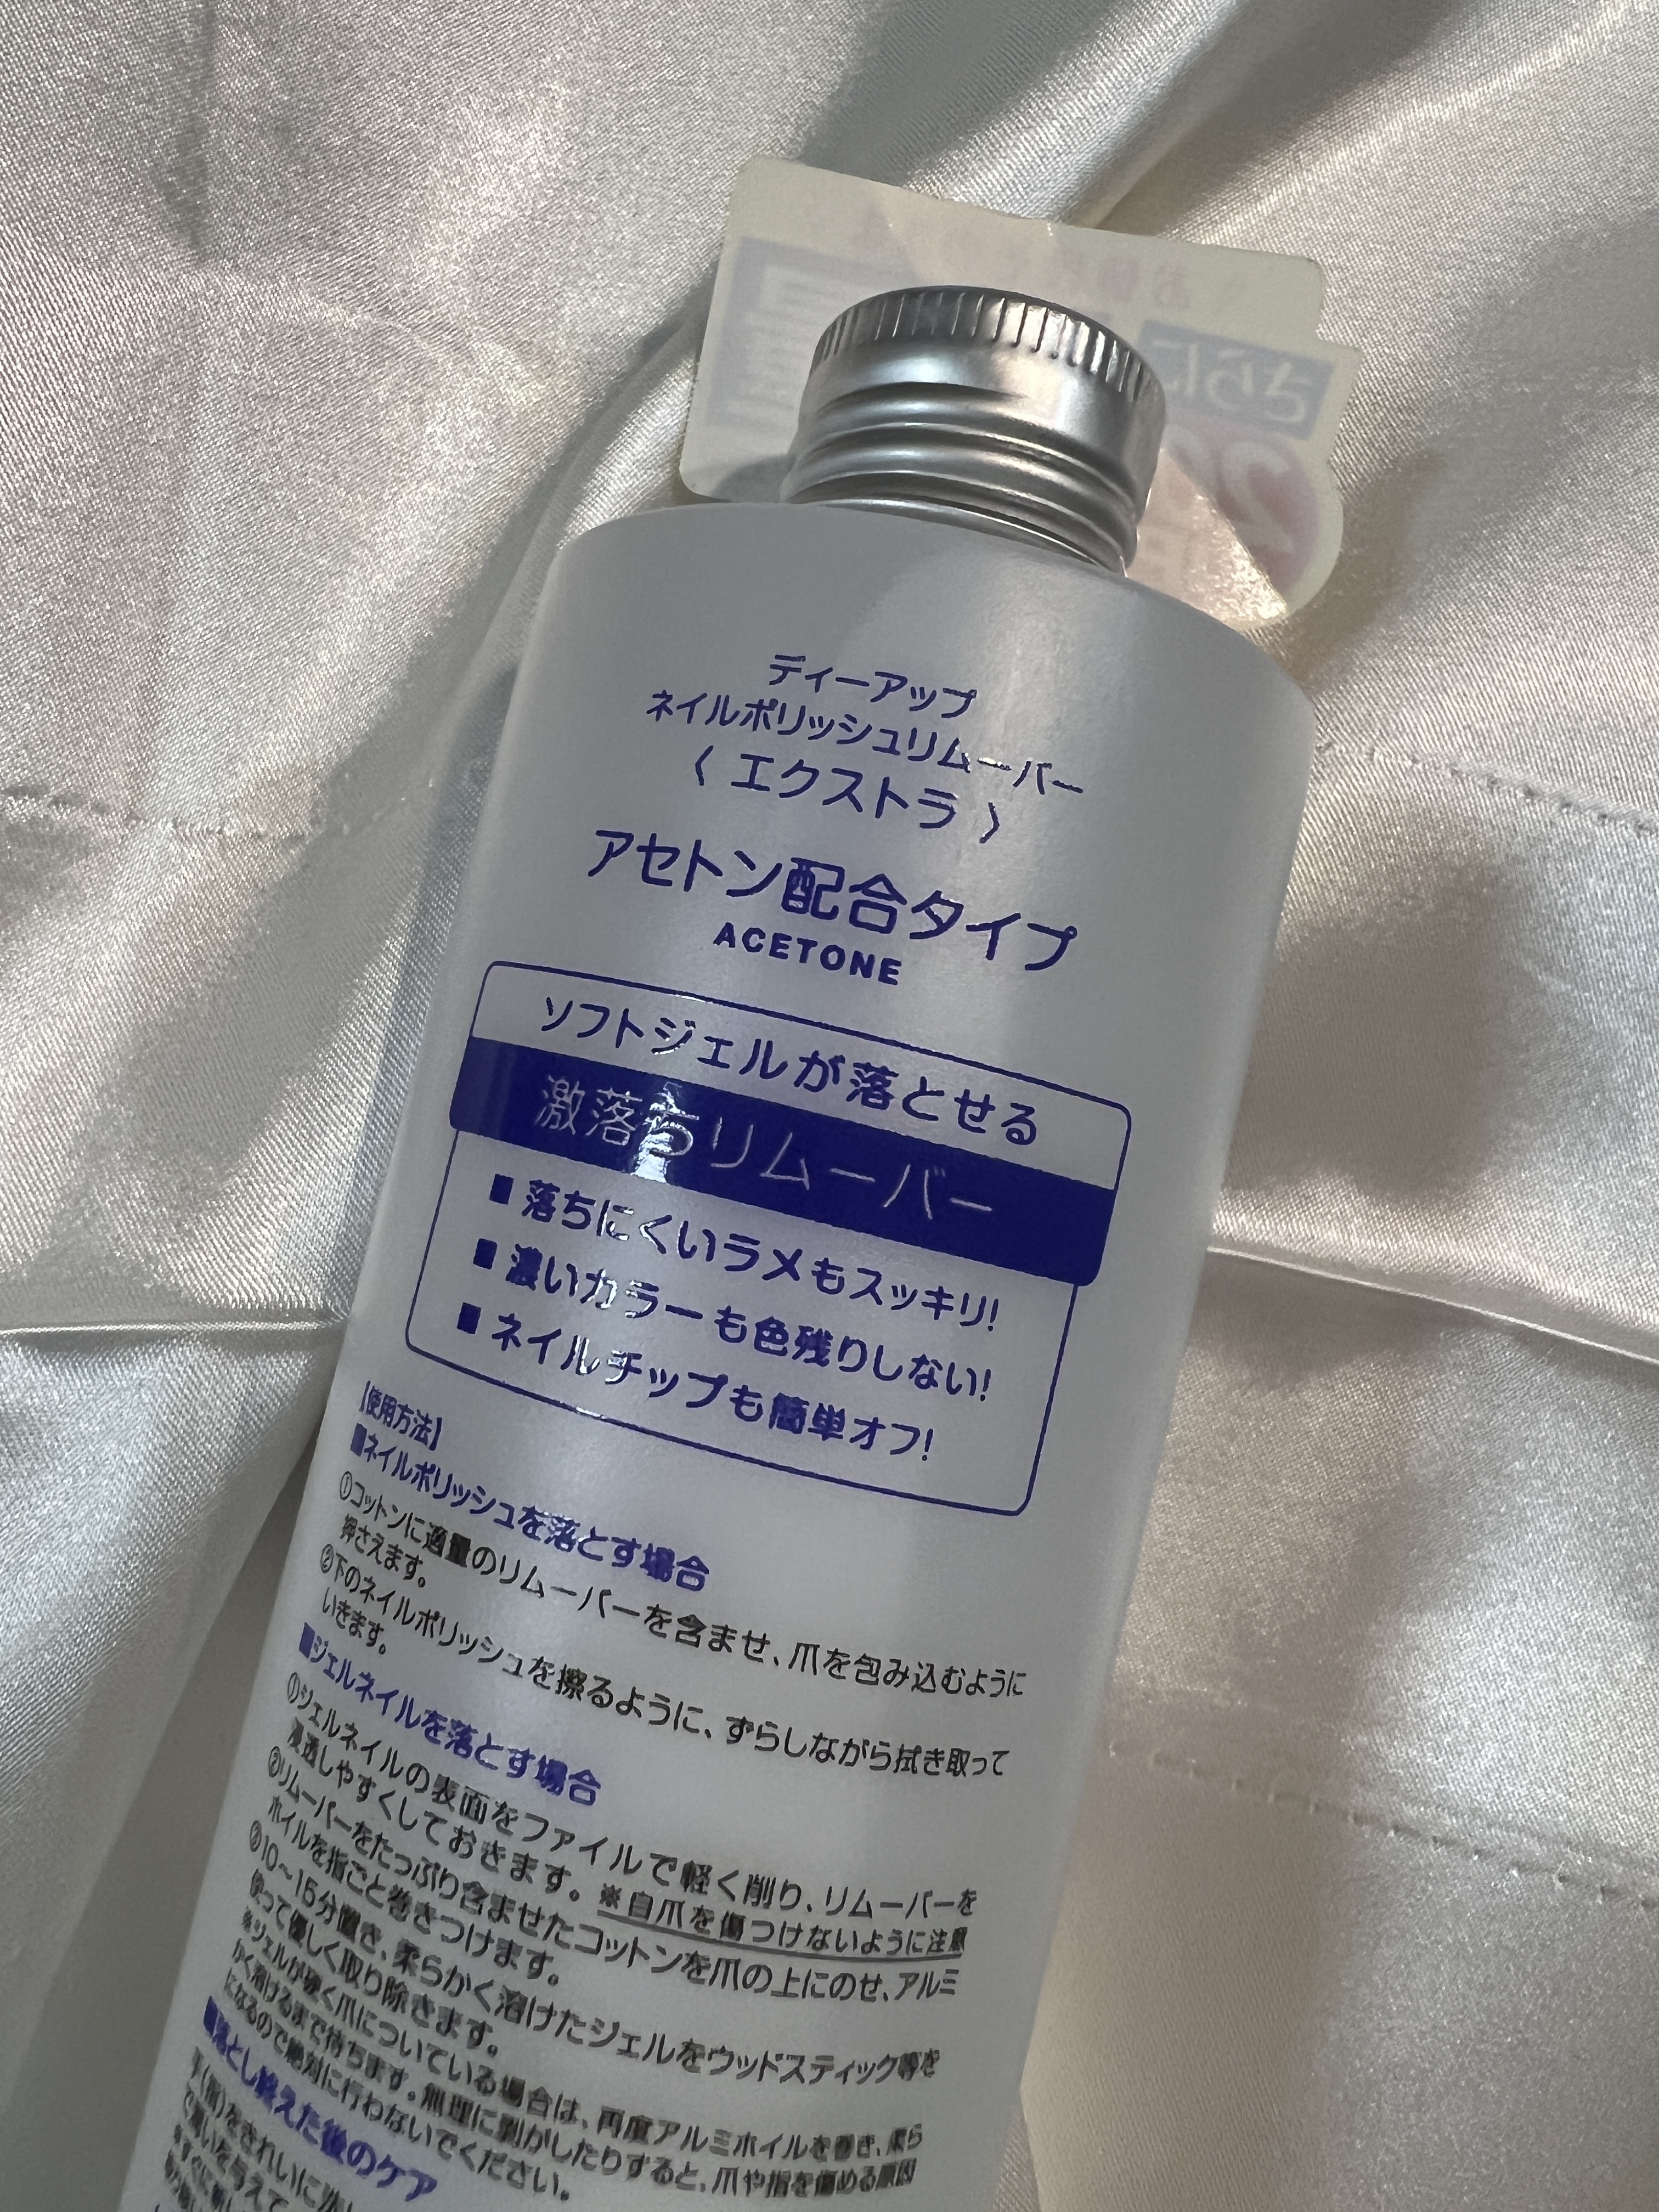 さらに
ディーアップ
ネイルポリッシュリムーバー
〈エクストラ〉
アセトン配合タイプ
ACETONE
ソフトジェルが落とせる
激落ちリムーバー
■落ちにくいラメもスッキリ!
■濃いカラーも色残りしない!
■ネイルチップも簡単オフ!
【使用方法】
■ネイルポリッシュを落とす場合
①コットンに適量のリムーバーを含ませ、爪を包み込むように
押さえます。
②下のネイルポリッシュを擦るように、ずらしながら拭き取って
いきます。
■ジェルネイルを落とす場合
①ジェルネイルの表面をファイルで軽く削り、リムーバーを
浸透しやすくしておきます。※自爪を傷つけないように注意
②リムーバーをたっぷり含ませたコットンを爪の上にのせ、アルミ
ホイルを指ごと巻きつけます。
③10〜15分置き、柔らかく溶けたジェルをウッドスティック等を
使って優しく取り除きます。
※ジェルが硬く爪についている場合は、再度アルミホイルを巻き、柔ら
かく溶けるまで待ちます。無理に剥がしたりすると、爪や指を傷める原因
になるので絶対に行わないでください。
■落とし終えた後のケア
手(指)をきれいに洗い
で潤いを与えて